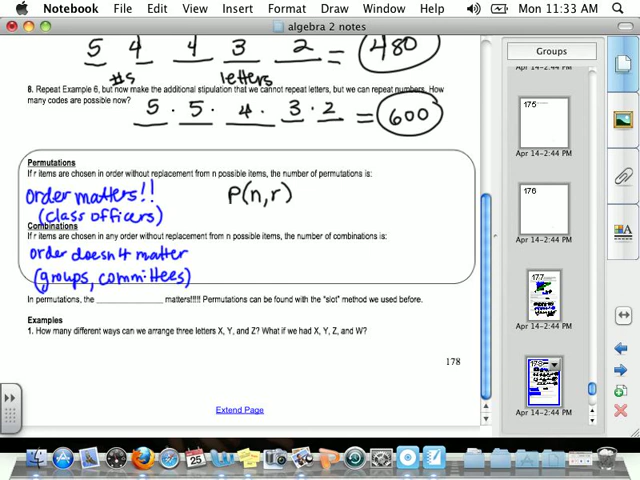 Notebook File Edit View Insert Format Draw Window Help Mon 11:33 AM
algebra 2 notes
5 4 4 3 2 = 480
#s letters
8. Repeat Example 6, but now make the additional stipulation that we cannot repeat letters, but we can repeat numbers. How
many codes are possible now?
5 · 5 · 4 · 3 · 2 = 600
Permutations
If r items are chosen in order without replacement from n possible items, the number of permutations is:
order matters!! P(n,r)
(class officers)
Combinations
If r items are chosen in any order without replacement from n possible items, the number of combinations is:
order doesn't matter
(groups, committees)
In permutations, the ________________ matters!!!!! Permutations can be found with the "slot" method we used before.
Examples
1. How many different ways can we arrange three letters X, Y, and Z? What if we had X, Y, Z, and W?
178
Extend Page
Groups
Apr 14-2:44 PM
175
Apr 14-2:44 PM
176
Apr 14-2:44 PM
177
Apr 14-2:44 PM
178
Apr 14-2:44 PM
25